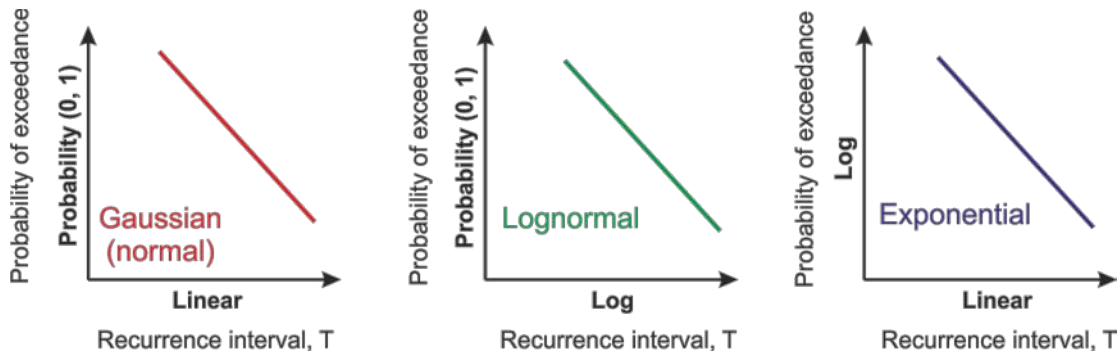 Probability of exceedance
Probability (0, 1)
Gaussian
(normal)
Linear
Recurrence interval, T
Probability of exceedance
Probability (0, 1)
Lognormal
Log
Recurrence interval, T
Probability of exceedance
Log
Exponential
Linear
Recurrence interval, T